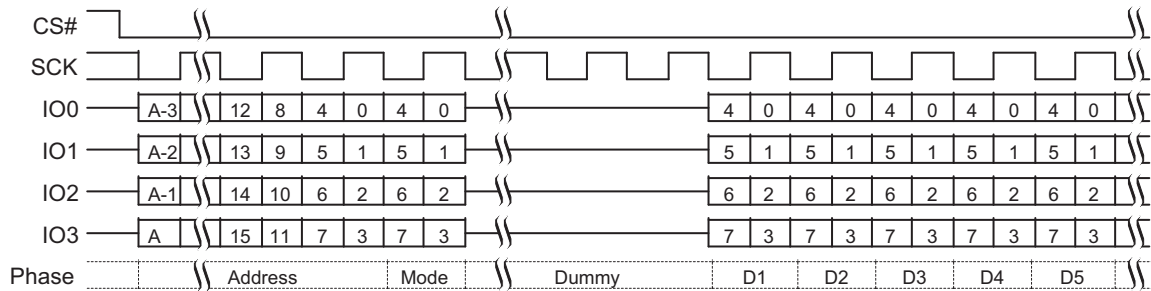 CS#
SCK
IO0 A-3 12 8 4 0 4 0 4 0 4 0 4 0 4 0 4 0
IO1 A-2 13 9 5 1 5 1 5 1 5 1 5 1 5 1 5 1
IO2 A-1 14 10 6 2 6 2 6 2 6 2 6 2 6 2 6 2
IO3 A 15 11 7 3 7 3 7 3 7 3 7 3 7 3 7 3
Phase Address Mode Dummy D1 D2 D3 D4 D5